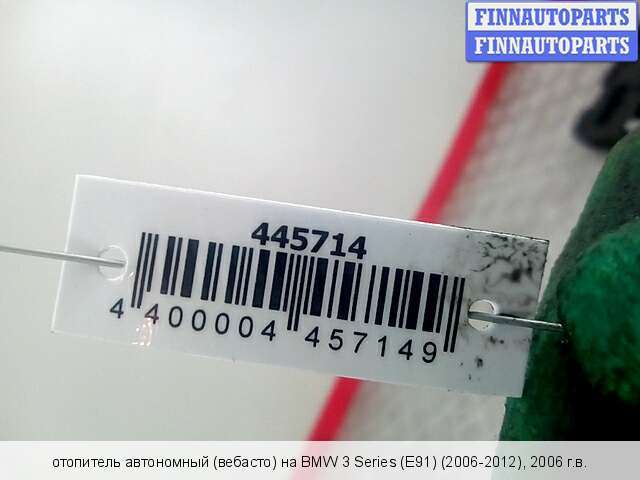 FINNAUTOPARTS
FINNAUTOPARTS
445714
4 400004 457149
отопитель автономный (вебасто) на BMW 3 Series (E91) (2006-2012), 2006 г.в.